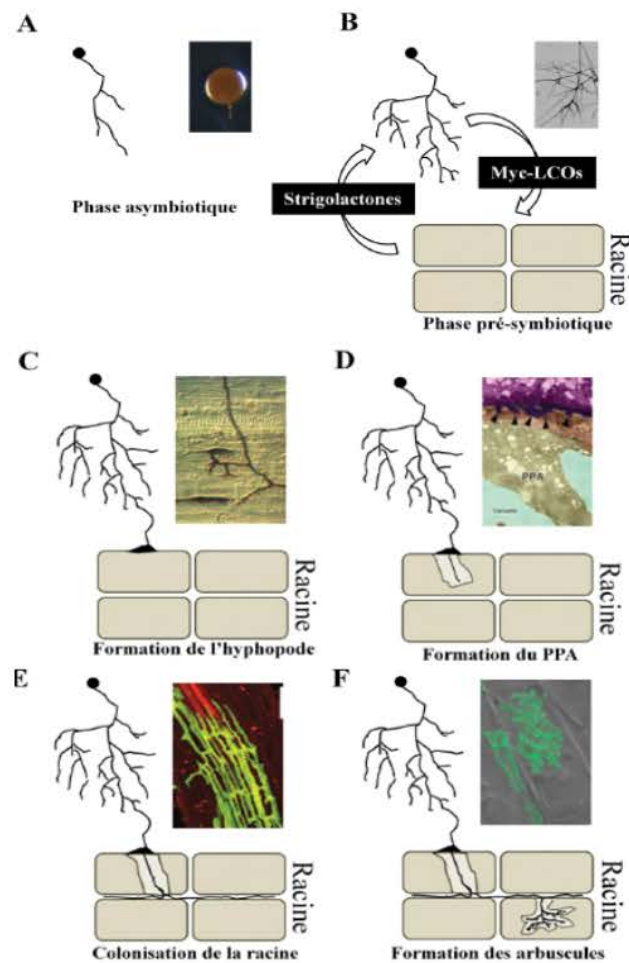 A
B
Myc-LCOs
Strigolactones
Phase asymbiotique
Racine
Phase pré-symbiotique
C
D
PPA
Racine
Racine
Formation de l'hyphopode
Formation du PPA
E
F
Racine
Racine
Colonisation de la racine
Formation des arbuscules